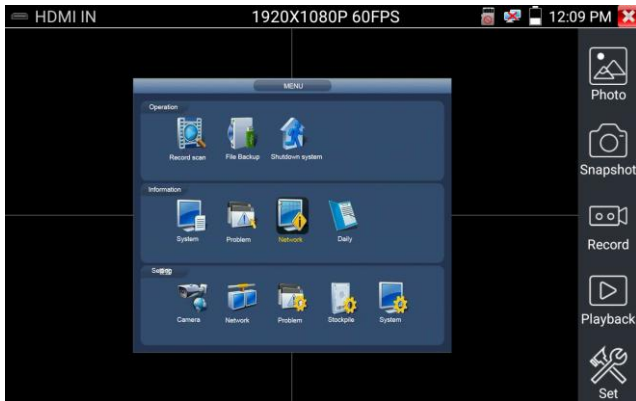 HDMI IN 1920X1080P 60FPS 12:09 PM
MENU
Operation
Record scan File Backup Shutdown system
Information
System Problem Network Daily
Setting
Camera Network Problem Stockpile System
Photo
Snapshot
Record
Playback
Set